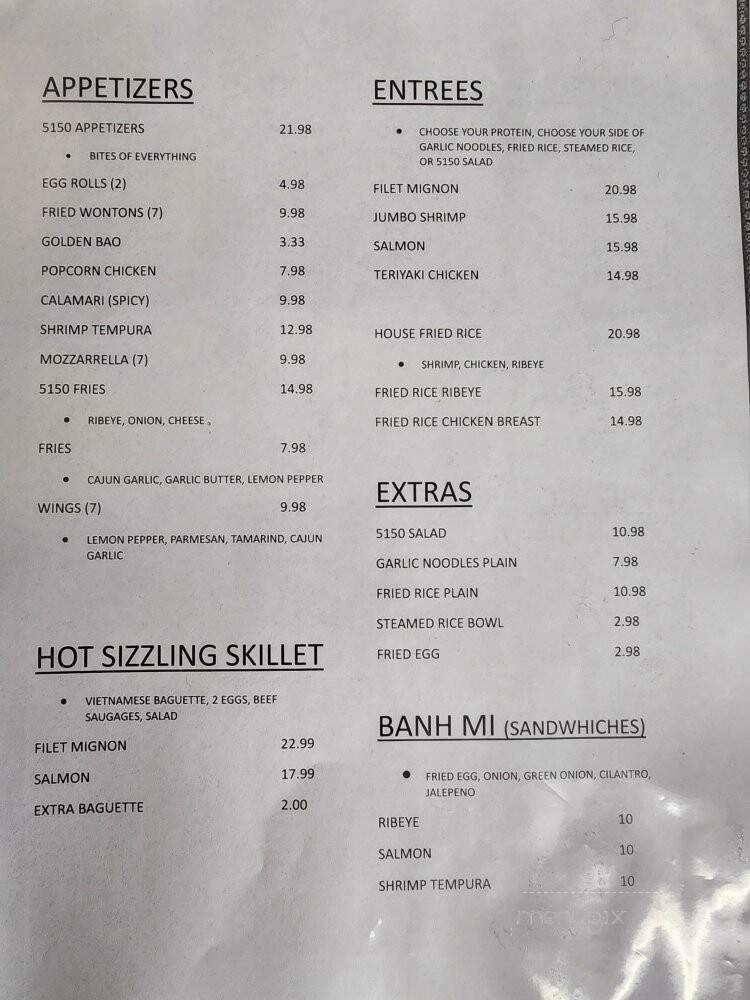 APPETIZERS
5150 APPETIZERS 21.98
• BITES OF EVERYTHING
EGG ROLLS (2) 4.98
FRIED WONTONS (7) 9.98
GOLDEN BAO 3.33
POPCORN CHICKEN 7.98
CALAMARI (SPICY) 9.98
SHRIMP TEMPURA 12.98
MOZZARRELLA (7) 9.98
5150 FRIES 14.98
• RIBEYE, ONION, CHEESE 。
FRIES 7.98
• CAJUN GARLIC, GARLIC BUTTER, LEMON PEPPER
WINGS (7) 9.98
• LEMON PEPPER, PARMESAN, TAMARIND, CAJUN
GARLIC
HOT SIZZLING SKILLET
• VIETNAMESE BAGUETTE, 2 EGGS, BEEF
SAUGAGES, SALAD
FILET MIGNON 22.99
SALMON 17.99
EXTRA BAGUETTE 2.00
ENTREES
• CHOOSE YOUR PROTEIN, CHOOSE YOUR SIDE OF
GARLIC NOODLES, FRIED RICE, STEAMED RICE,
OR 5150 SALAD
FILET MIGNON 20.98
JUMBO SHRIMP 15.98
SALMON 15.98
TERIYAKI CHICKEN 14.98
HOUSE FRIED RICE 20.98
• SHRIMP, CHICKEN, RIBEYE
FRIED RICE RIBEYE 15.98
FRIED RICE CHICKEN BREAST 14.98
EXTRAS
5150 SALAD 10.98
GARLIC NOODLES PLAIN 7.98
FRIED RICE PLAIN 10.98
STEAMED RICE BOWL 2.98
FRIED EGG 2.98
BANH MI (SANDWHICHES)
• FRIED EGG, ONION, GREEN ONION, CILANTRO,
JALEPENO
RIBEYE 10
SALMON 10
SHRIMP TEMPURA 10